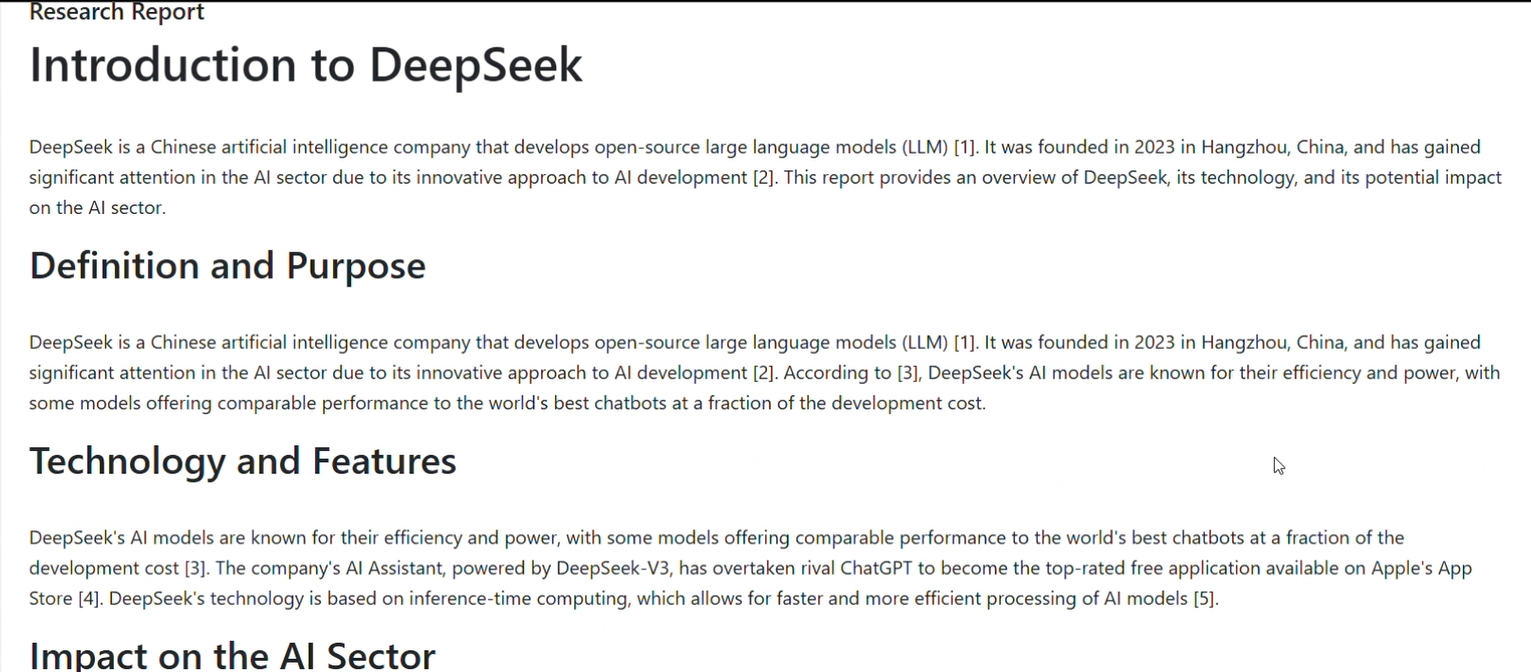 Research Report
Introduction to DeepSeek
DeepSeek is a Chinese artificial intelligence company that develops open-source large language models (LLM) [1]. It was founded in 2023 in Hangzhou, China, and has gained
significant attention in the AI sector due to its innovative approach to AI development [2]. This report provides an overview of DeepSeek, its technology, and its potential impact
on the AI sector.
Definition and Purpose
DeepSeek is a Chinese artificial intelligence company that develops open-source large language models (LLM) [1]. It was founded in 2023 in Hangzhou, China, and has gained
significant attention in the AI sector due to its innovative approach to AI development [2]. According to [3], DeepSeek's AI models are known for their efficiency and power, with
some models offering comparable performance to the world's best chatbots at a fraction of the development cost.
Technology and Features
DeepSeek's AI models are known for their efficiency and power, with some models offering comparable performance to the world's best chatbots at a fraction of the
development cost [3]. The company's AI Assistant, powered by DeepSeek-V3, has overtaken rival ChatGPT to become the top-rated free application available on Apple's App
Store [4]. DeepSeek's technology is based on inference-time computing, which allows for faster and more efficient processing of AI models [5].
Impact on the AI Sector